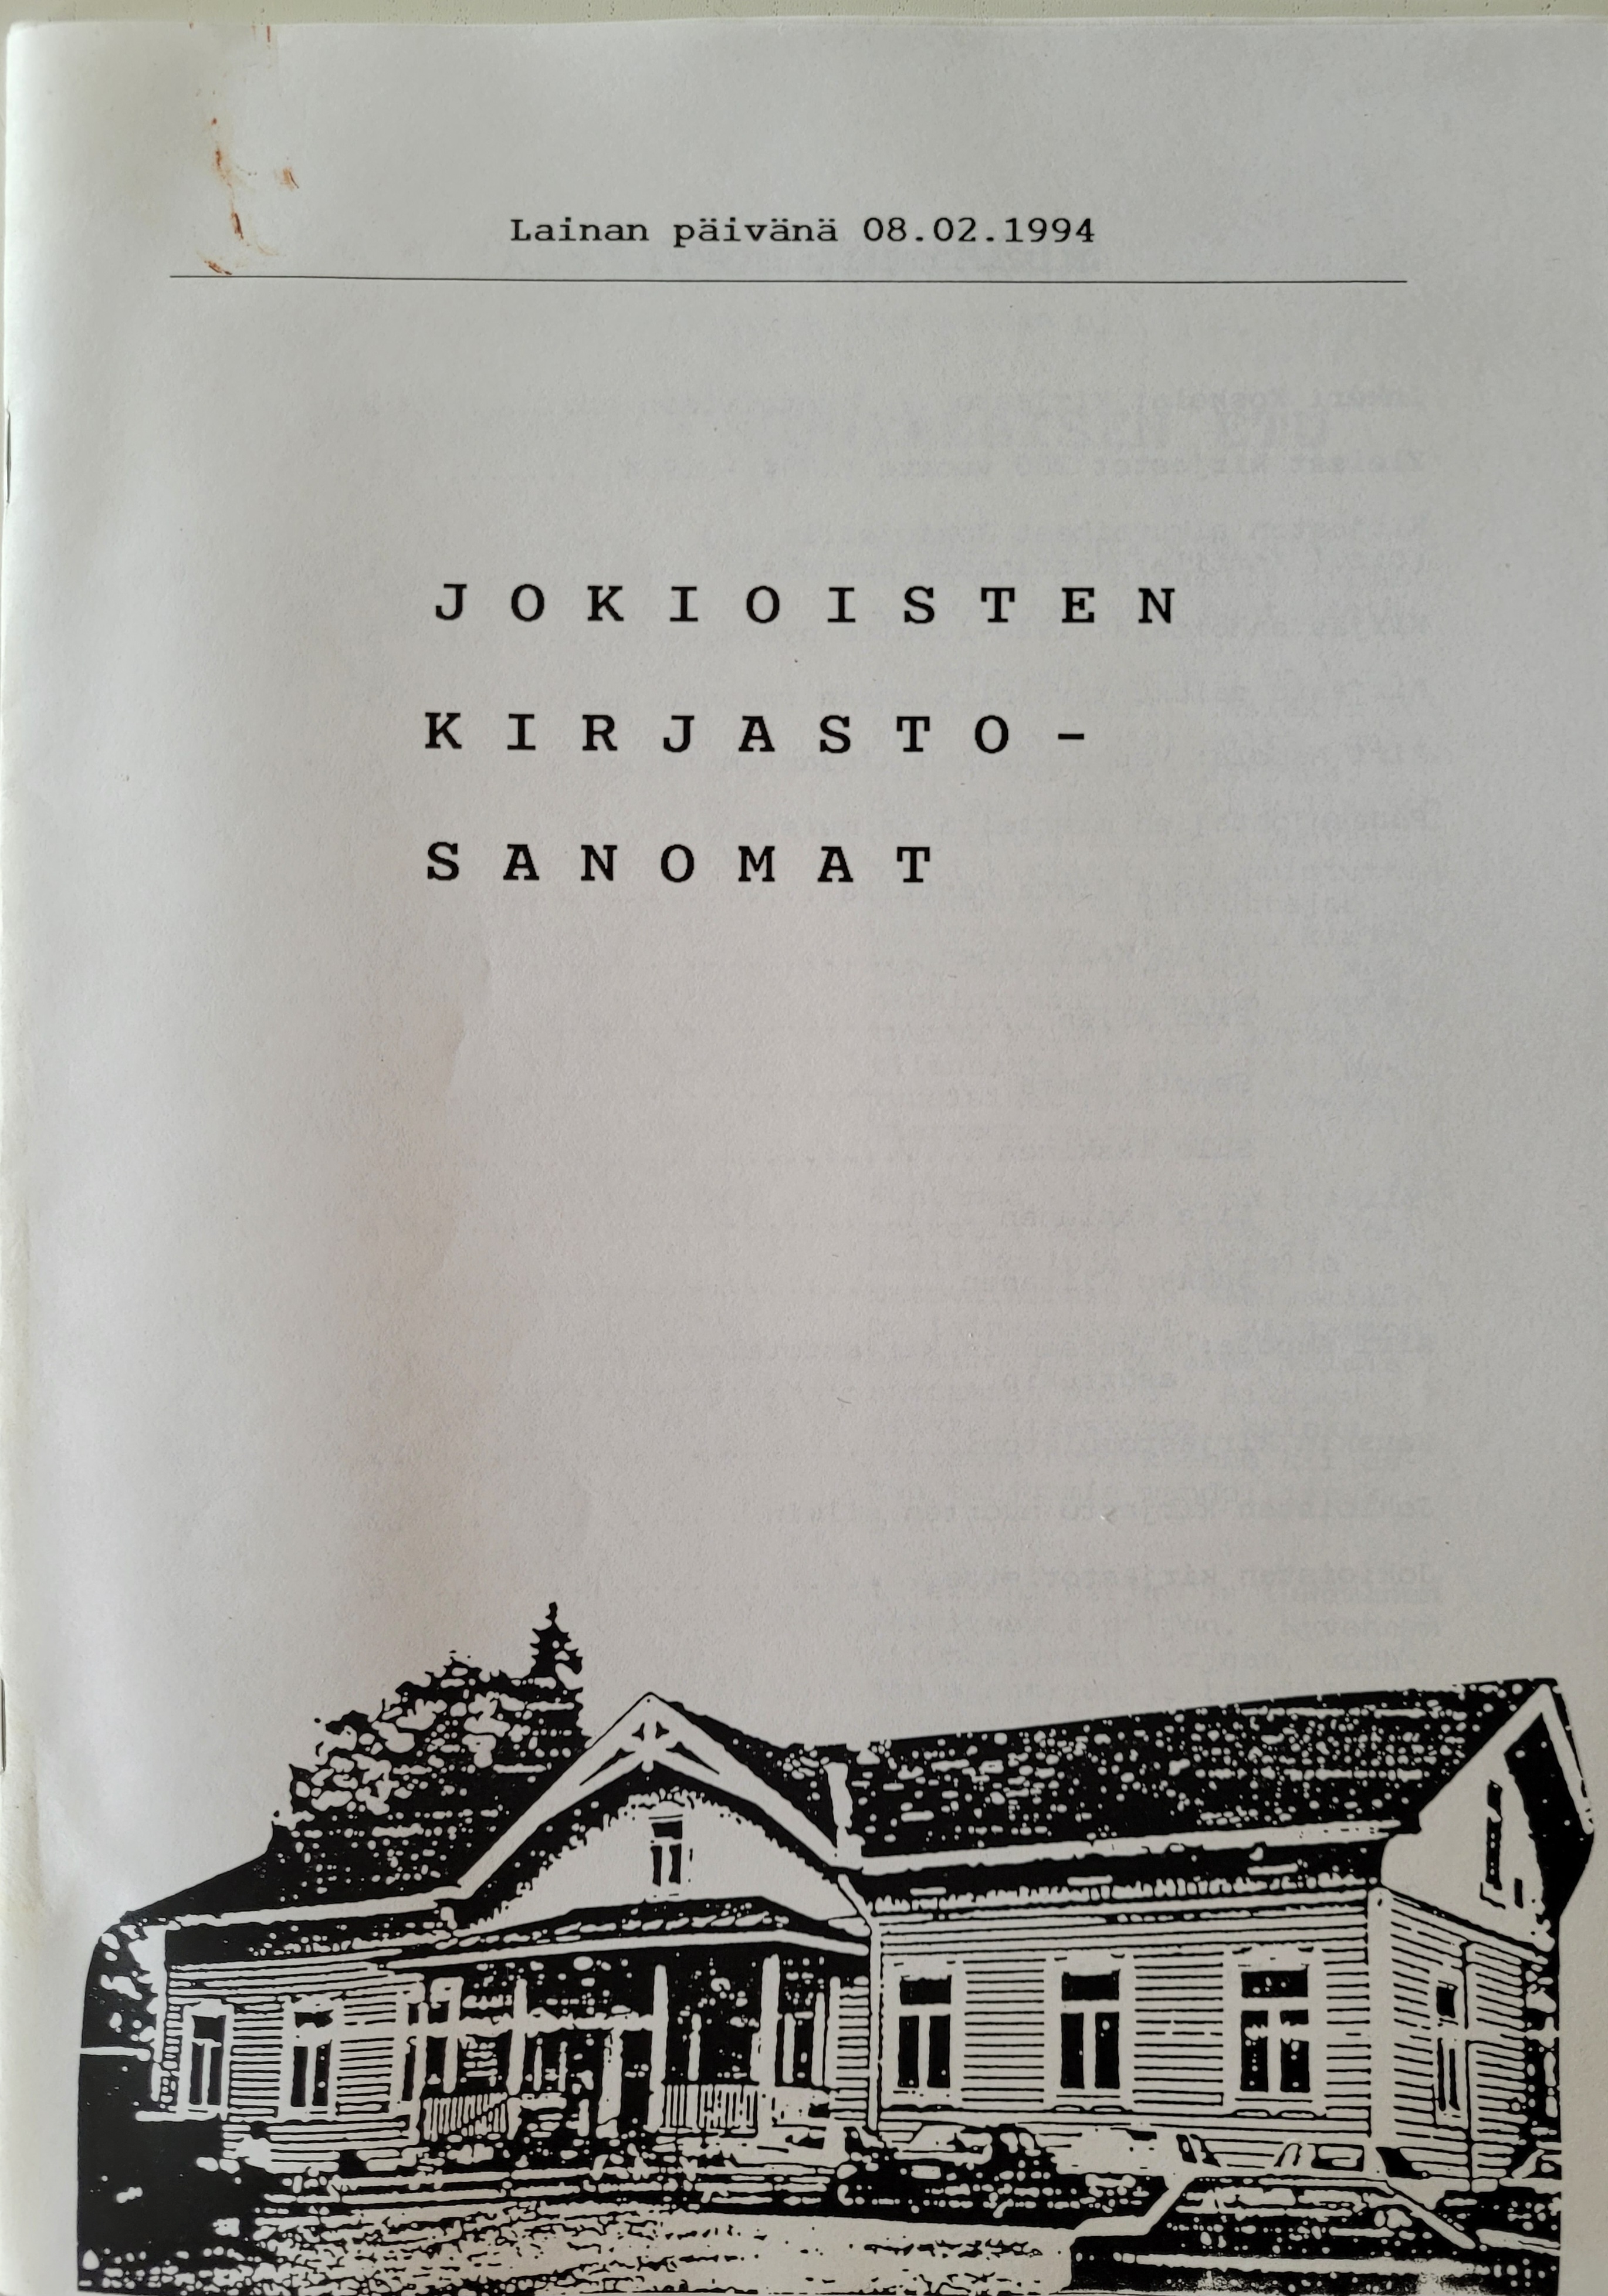 Lainan päivänä 08.02.1994
JOKIOISTEN
KIRJASTO-
SANOMAT